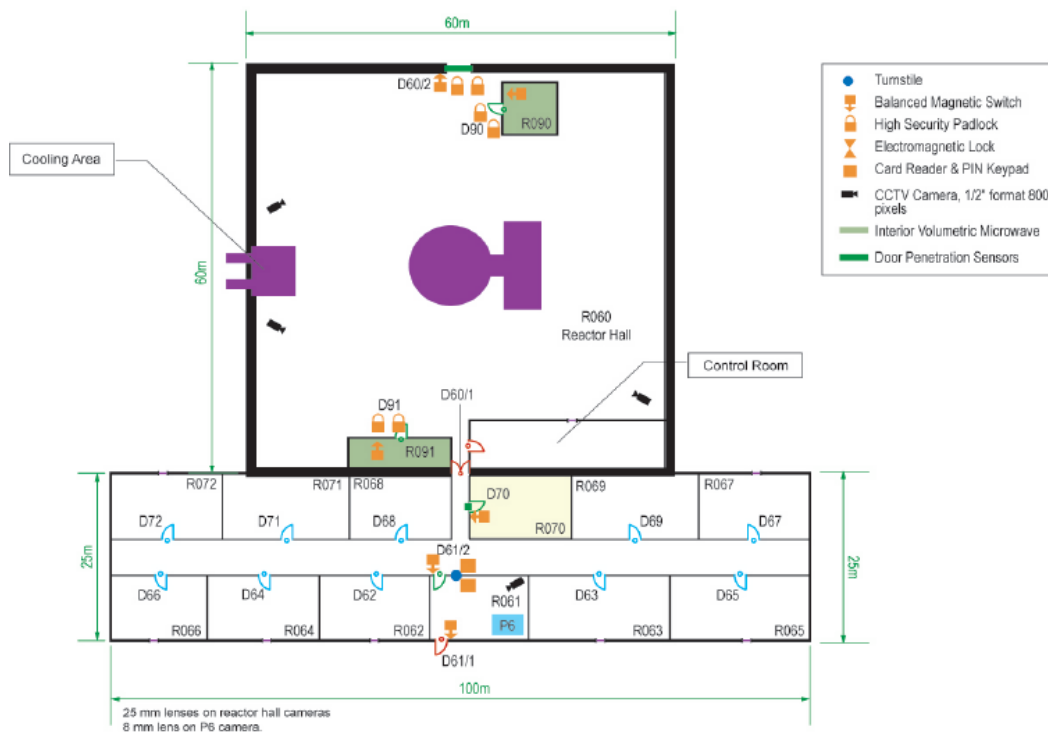 60m
D60/2
R090
D90
Cooling Area
60m
R060
Reactor Hall
Control Room
D60/1
D91
R091
R072
R071
R068
D70
R069
R067
D72
D71
D68
R070
D69
D67
25m
D61/2
25m
D66
D64
D62
R061
D63
D65
P6
R066
R064
R062
R063
R065
D61/1
100m
25 mm lenses on reactor hall cameras
8 mm lens on P6 camera.
Turnstile
Balanced Magnetic Switch
High Security Padlock
Electromagnetic Lock
Card Reader & PIN Keypad
CCTV Camera, 1/2" format 800
pixels
Interior Volumetric Microwave
Door Penetration Sensors